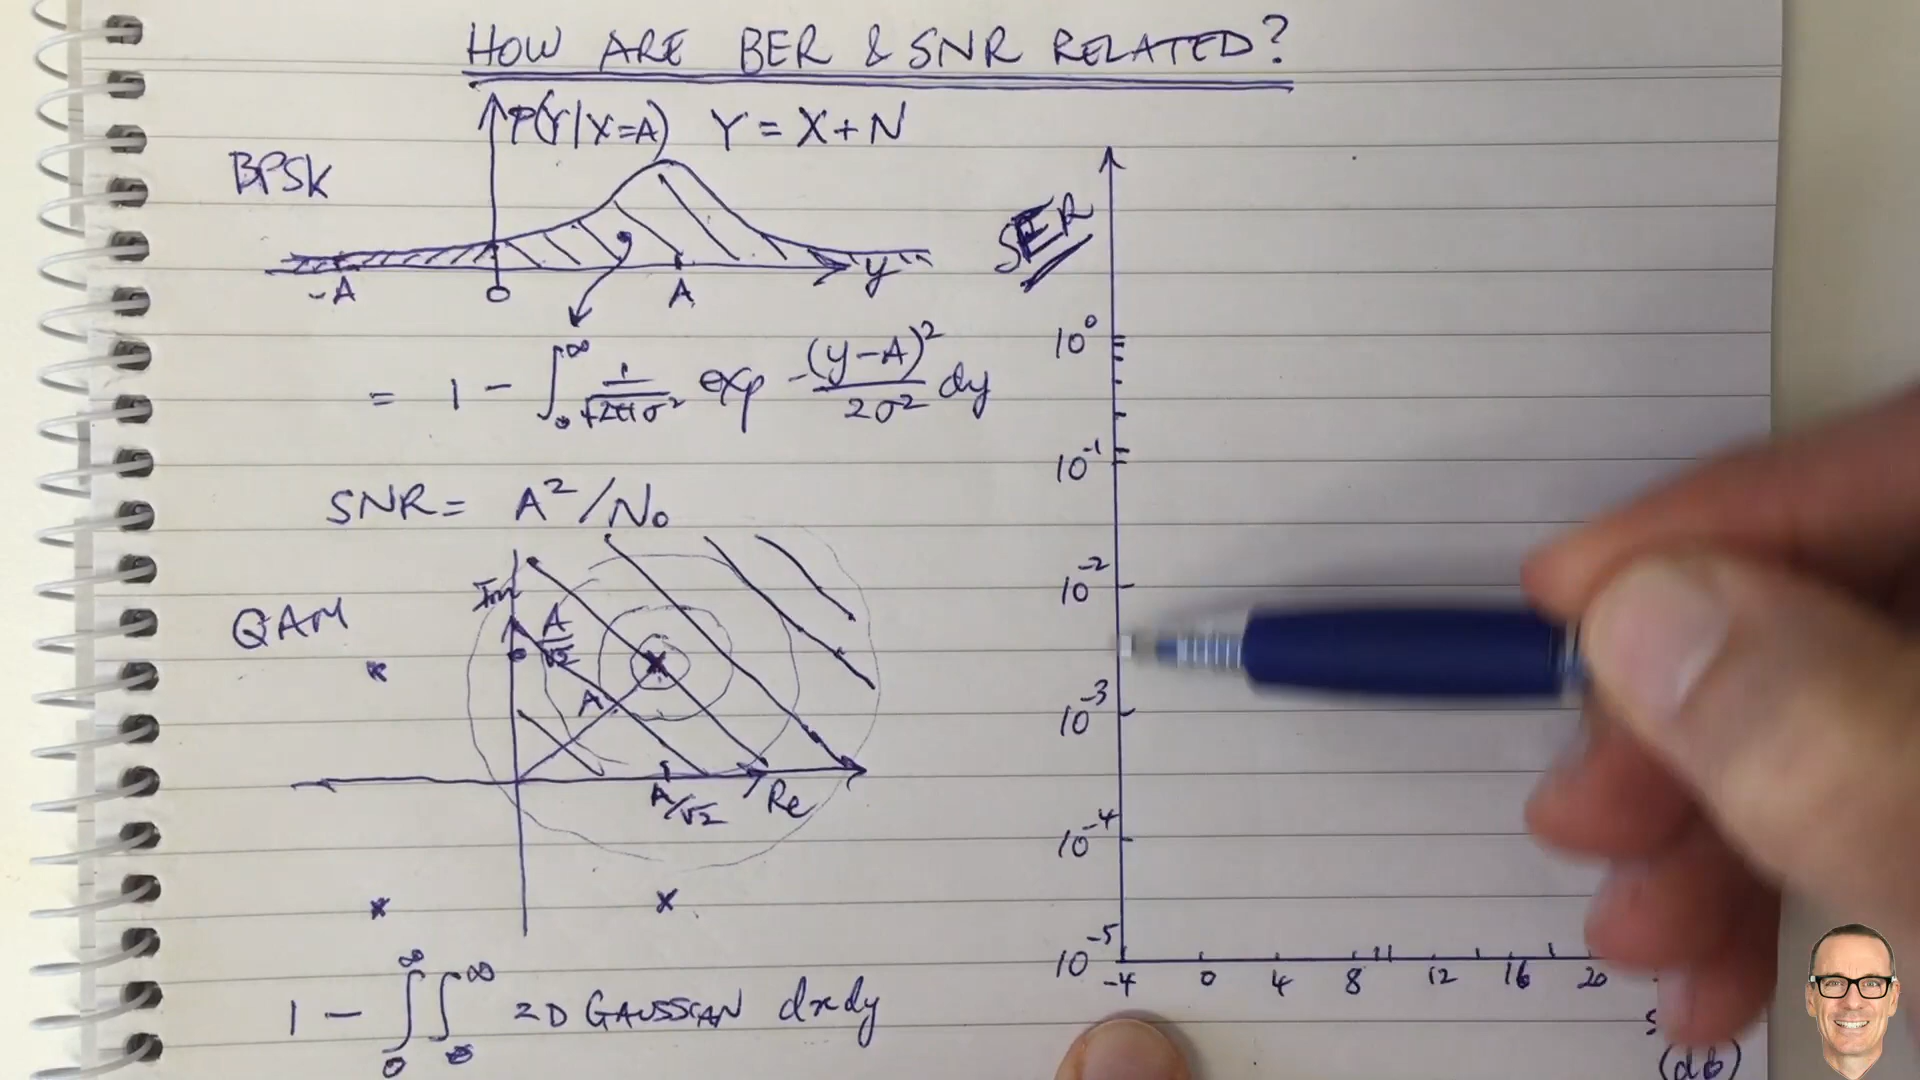 HOW ARE BER & SNR RELATED?
P(Y|X=A) Y = X+N
BPSK
-A 0 A y
= 1 - ∫₀^∞ 1/√2πσ² exp -(y-A)²/2σ² dy
SNR = A²/N₀
QAM
Im
A/√2
A
A/√2 Re
1 - ∫₀^∞ ∫₀^∞ 2D GAUSSIAN dxdy
SER
10⁰
10⁻¹
10⁻²
10⁻³
10⁻⁴
10⁻⁵
-4 0 4 8 12 16 20
S
(dB)